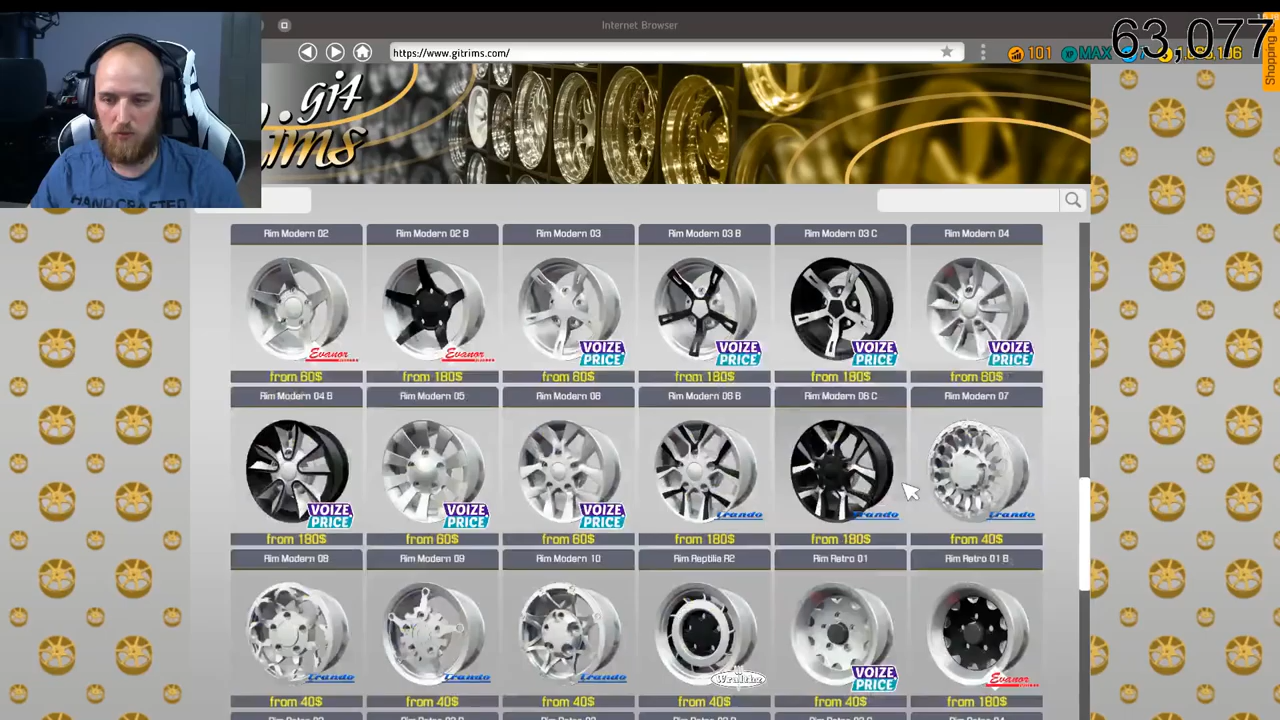 Internet Browser
https://www.gitrims.com/
101
MAX
63,077
Shopping
git
rims
HANDCRAFTED
Rim Modern 02
Rim Modern 02 B
Rim Modern 03
Rim Modern 03 B
Rim Modern 03 C
Rim Modern 04
Evanor
Evanor
VOIZE PRICE
VOIZE PRICE
VOIZE PRICE
VOIZE PRICE
from 60$
from 180$
from 60$
from 180$
from 180$
from 60$
Rim Modern 04 B
Rim Modern 05
Rim Modern 06
Rim Modern 06 B
Rim Modern 06 C
Rim Modern 07
VOIZE PRICE
VOIZE PRICE
VOIZE PRICE
from 180$
from 60$
from 60$
from 180$
from 180$
from 40$
Rim Modern 08
Rim Modern 09
Rim Modern 10
Rim Reptilia R2
Rim Retro 01
Rim Retro 01 B
VOIZE PRICE
Evanor
from 40$
from 40$
from 40$
from 40$
from 40$
from 180$